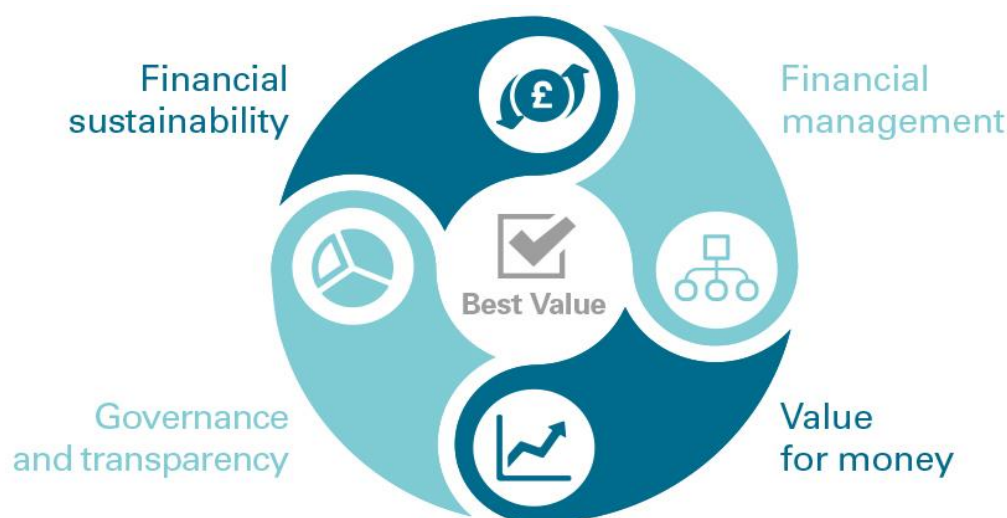 Financial
sustainability
Financial
management
£
Best Value
Governance
and transparency
Value
for money